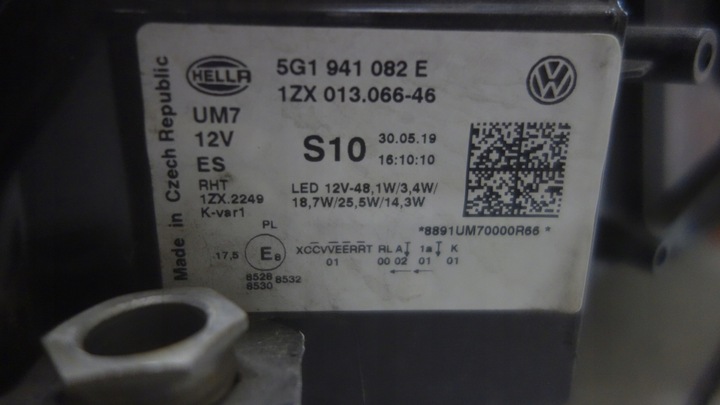 Made in Czech Republic
HELLA
5G1 941 082 E
1ZX 013.066-46
UM7
12V
ES
RHT
1ZX.2249
K-var1
S10
30.05.19
16:10:10
LED 12V-48,1W/3,4W/
18,7W/25,5W/14,3W
*8891UM70000R66*
PL
17,5
E8
XCCVVEERRT RL A 1a K
01 00 02 01 01
8528 8532
8530